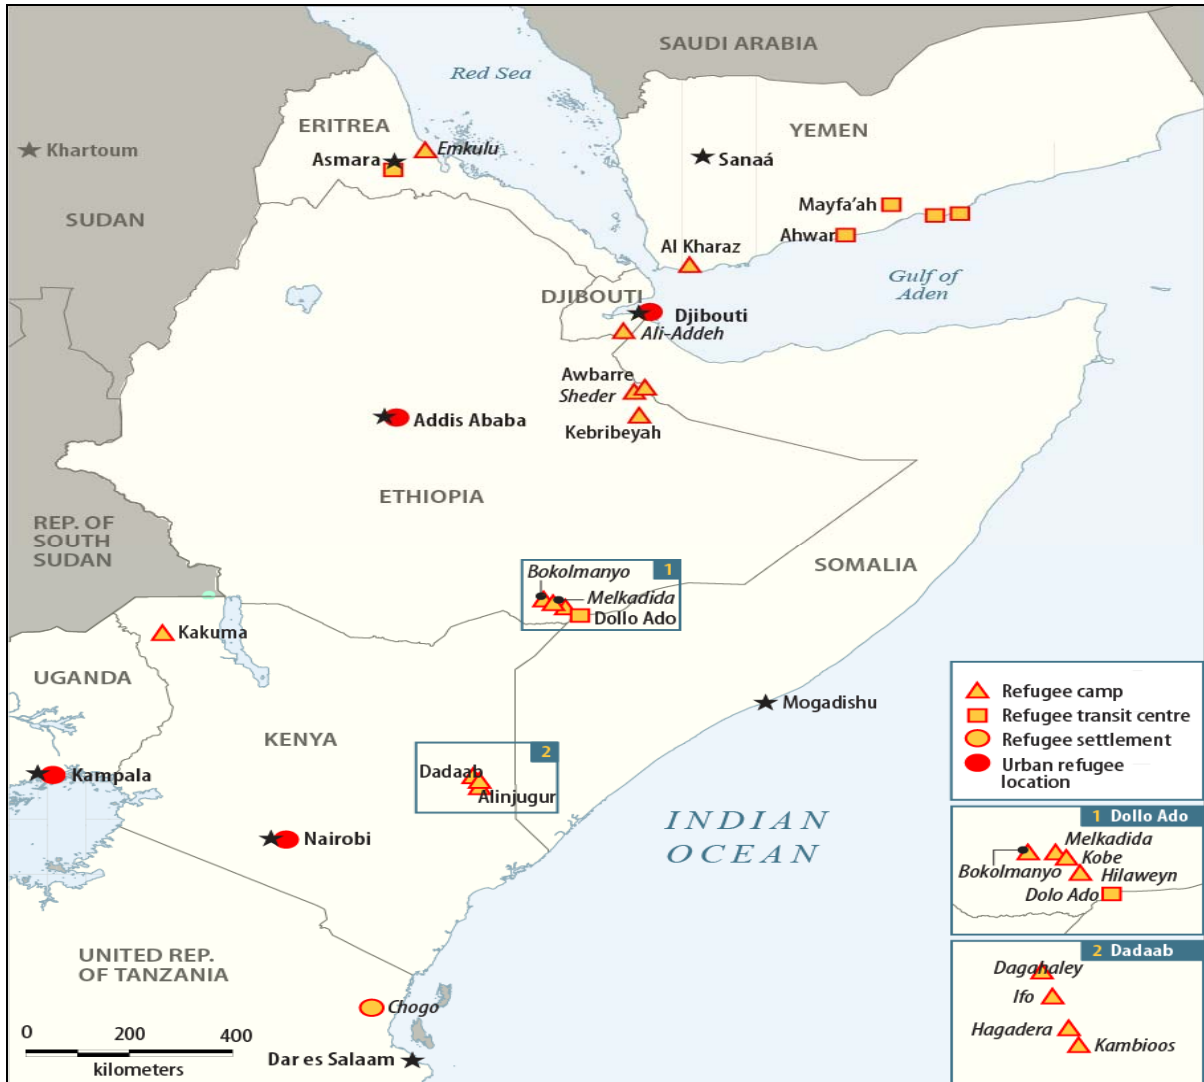 SAUDI ARABIA
Red Sea
ERITREA
YEMEN
Khartoum
Asmara
Emkulu
Sanaá
SUDAN
Mayfa’ah
Ahwar
Al Kharaz
Gulf of
Aden
DJIBOUTI
Djibouti
Ali-Addeh
Awbarre
Sheder
Addis Ababa
Kebribeyah
ETHIOPIA
REP. OF
SOUTH
SUDAN
SOMALIA
1
Bokolmanyo
Melkadida
Dollo Ado
Kakuma
UGANDA
Mogadishu
KENYA
2
Dadaab
Alinjugur
Kampala
Nairobi
INDIAN
OCEAN
Refugee camp
Refugee transit centre
Refugee settlement
Urban refugee
location
1 Dollo Ado
Melkadida
Kobe
Bokolmanyo
Hilaweyn
Dolo Ado
2 Dadaab
Dagahaley
Ifo
Hagadera
Kambioos
UNITED REP.
OF TANZANIA
Chogo
0 200 400
kilometers
Dar es Salaam